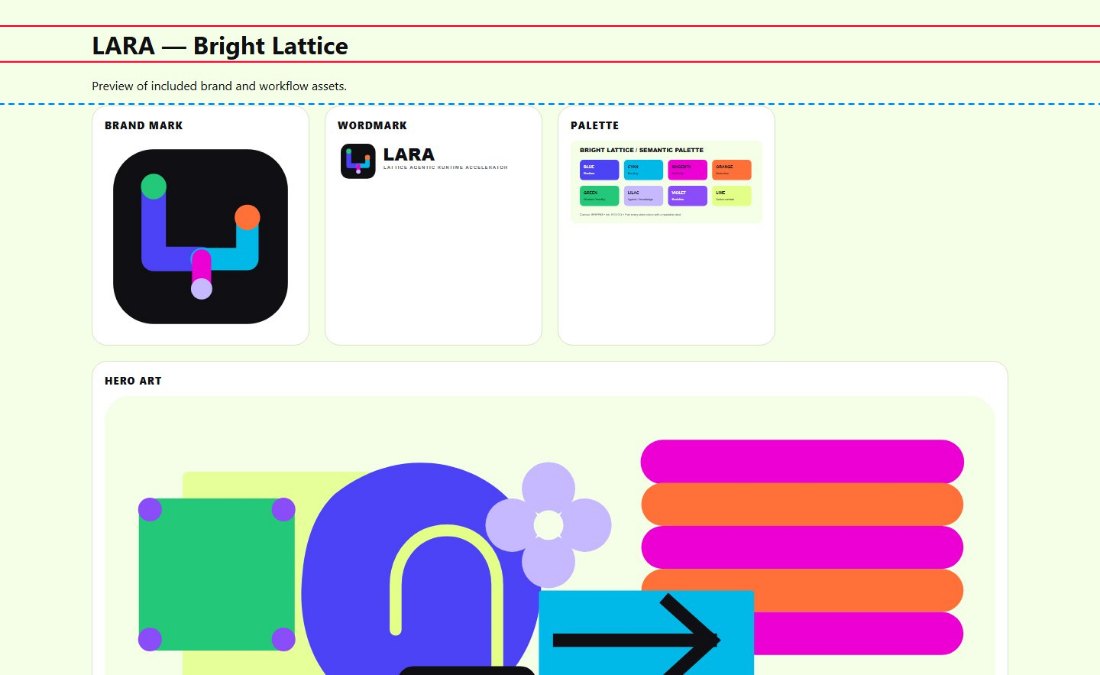 LARA — Bright Lattice
Preview of included brand and workflow assets.
BRAND MARK
WORDMARK
PALETTE
LARA
LATTICE AGENTIC RUNTIME ACCELERATOR
BRIGHT LATTICE / SEMANTIC PALETTE
BLUE
CYAN
MAGENTA
ORANGE
GREEN
LILAC
VIOLET
LIME
HERO ART